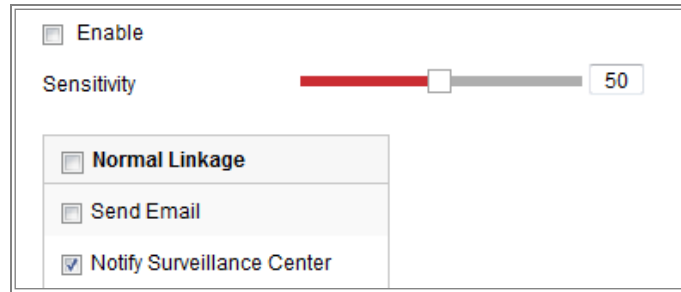 Enable
Sensitivity 50
Normal Linkage
Send Email
Notify Surveillance Center